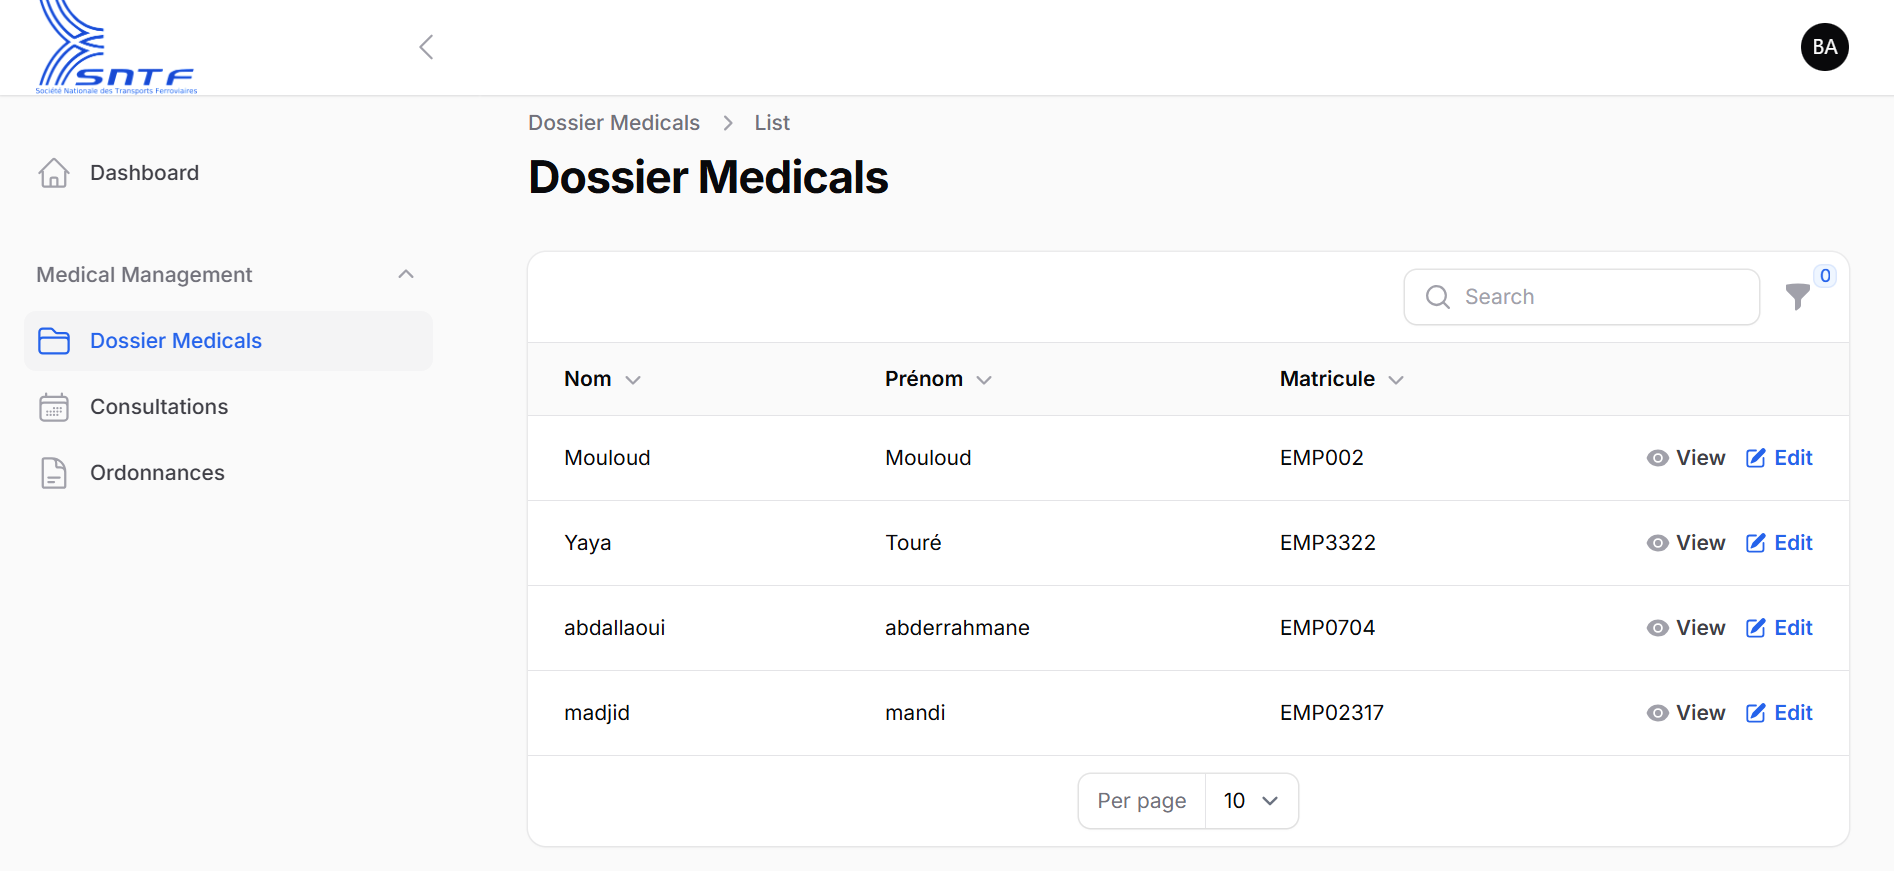 SNTF
Société Nationale des Transports Ferroviaires
BA
Dashboard
Medical Management
Dossier Medicals
Consultations
Ordonnances
Dossier Medicals > List
Dossier Medicals
Search
0
Nom Prénom Matricule
Mouloud Mouloud EMP002 View Edit
Yaya Touré EMP3322 View Edit
abdallaoui abderrahmane EMP0704 View Edit
madjid mandi EMP02317 View Edit
Per page 10